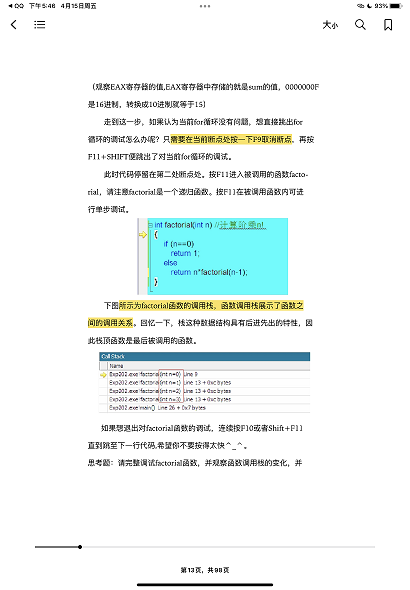 QQ 下午5:46 4月15日周五
93%
大小
(观察EAX寄存器的值,EAX寄存器中存储的就是sum的值，0000000F
是16进制，转换成10进制就等于15)
走到这一步，如果认为当前for循环没有问题，想直接跳出for
循环的调试怎么办呢？只需要在当前断点处按一下F9取消断点，再按
F11+SHIFT便跳出了对当前for循环的调试。
此时代码停留在第二处断点处。按F11进入被调用的函数facto-
rial，请注意factorial是一个递归函数。按F11在被调用函数内可进
行单步调试。
int factorial(int n) //计算阶乘n!
{
if (n==0)
return 1;
else
return n*factorial(n-1);
}
下图所示为factorial函数的调用栈，函数调用栈展示了函数之
间的调用关系。回忆一下，栈这种数据结构具有后进先出的特性，因
此栈顶函数是最后被调用的函数。
Call Stack
Name
Exp202.exe!factorial(int n=0) Line 9
Exp202.exe!factorial(int n=1) Line 13 + 0xc bytes
Exp202.exe!factorial(int n=2) Line 13 + 0xc bytes
Exp202.exe!factorial(int n=3) Line 13 + 0xc bytes
Exp202.exe!main() Line 26 + 0x7 bytes
如果想退出对factorial函数的调试，连续按F10或者Shift+F11
直到跳至下一行代码,希望你不要按得太快^_^。
思考题：请完整调试factorial函数，并观察函数调用栈的变化，并
第13页，共98页